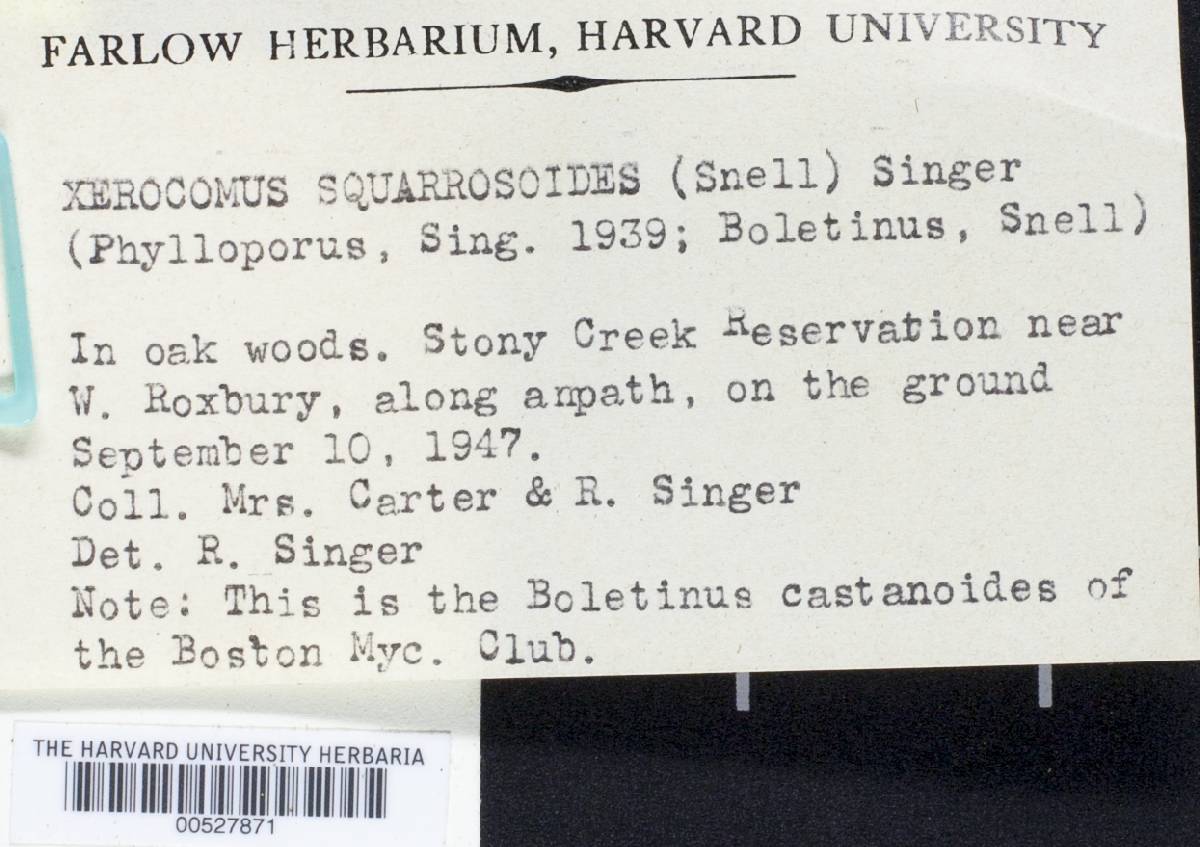 FARLOW HERBARIUM, HARVARD UNIVERSITY
XEROCOMUS SQUARROSOIDES (Snell) Singer
(Phylloporus, Sing. 1939; Boletinus, Snell)
In oak woods. Stony Creek Reservation near
W. Roxbury, along anpath, on the ground
September 10, 1947.
Coll. Mrs. Carter & R. Singer
Det. R. Singer
Note: This is the Boletinus castanoides of
the Boston Myc. Club.
THE HARVARD UNIVERSITY HERBARIA
00527871